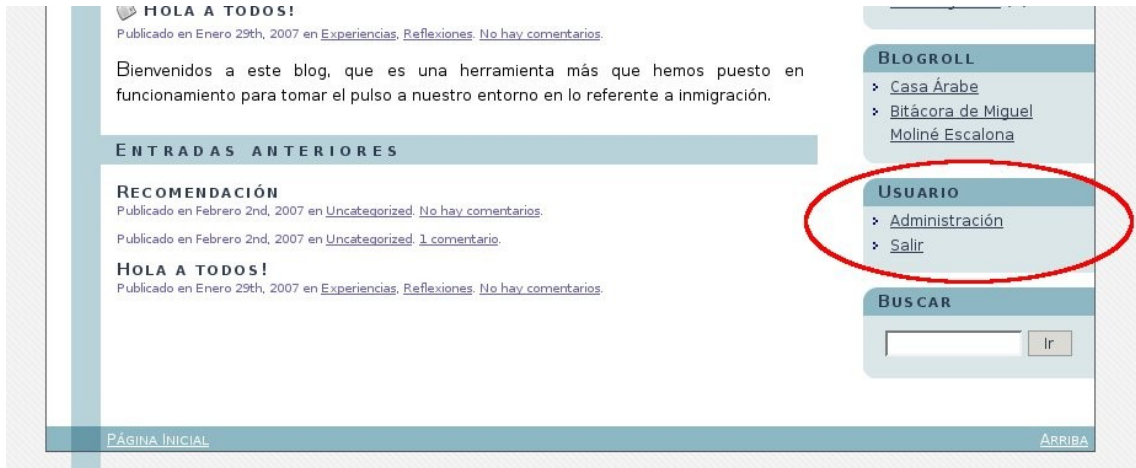 HOLA A TODOS!
Publicado en Enero 29th, 2007 en Experiencias, Reflexiones. No hay comentarios.
Bienvenidos a este blog, que es una herramienta más que hemos puesto en
funcionamiento para tomar el pulso a nuestro entorno en lo referente a inmigración.
ENTRADAS ANTERIORES
RECOMENDACIÓN
Publicado en Febrero 2nd, 2007 en Uncategorized. No hay comentarios.
Publicado en Febrero 2nd, 2007 en Uncategorized. 1 comentario.
HOLA A TODOS!
Publicado en Enero 29th, 2007 en Experiencias, Reflexiones. No hay comentarios.
BLOGROLL
Casa Árabe
Bitácora de Miguel
Moliné Escalona
USUARIO
Administración
Salir
BUSCAR
Ir
PÁGINA INICIAL
ARRIBA